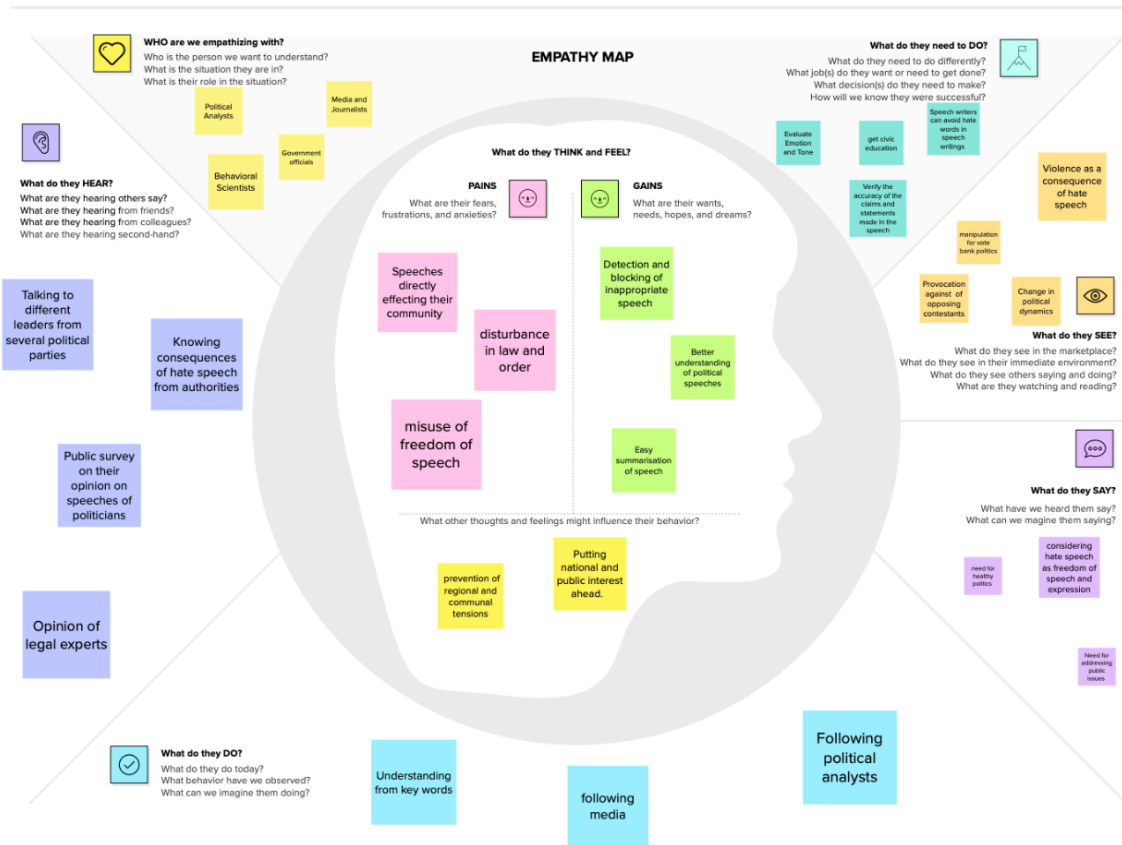 EMPATHY MAP
WHO are we empathizing with?
Who is the person we want to understand?
What is the situation they are in?
What is their role in the situation?
Political
Analysts
Media and
Journalists
Government
officials
Behavioral
Scientists
What do they need to DO?
What do they need to do differently?
What job(s) do they want or need to get done?
What decision(s) do they need to make?
How will we know they were successful?
Evaluate
Emotion
and Tone
get civic
education
Speech writers
can avoid hate
words in
speech
writings
Verify the
accuracy of the
claims and
statements
made in the
speech
What do they HEAR?
What are they hearing others say?
What are they hearing from friends?
What are they hearing from colleagues?
What are they hearing second-hand?
Talking to
different
leaders from
several political
parties
Knowing
consequences
of hate speech
from authorities
Public survey
on their
opinion on
speeches of
politicians
Opinion of
legal experts
What do they THINK and FEEL?
PAINS
What are their fears,
frustrations, and anxieties?
Speeches
directly
effecting their
community
disturbance
in law and
order
misuse of
freedom of
speech
GAINS
What are their wants,
needs, hopes, and dreams?
Detection and
blocking of
inappropriate
speech
Better
understanding
of political
speeches
Easy
summarisation
of speech
What other thoughts and feelings might influence their behavior?
prevention of
regional and
communal
tensions
Putting
national and
public interest
ahead.
Violence as a
consequence
of hate
speech
manipulation
for vote
bank politics
Provocation
against of
opposing
contestants
Change in
political
dynamics
What do they SEE?
What do they see in the marketplace?
What do they see in their immediate environment?
What do they see others saying and doing?
What are they watching and reading?
What do they SAY?
What have we heard them say?
What can we magine them saying?
need for
healthy
politics
considering
hate speech
as freedom of
speech and
expression
Need for
addressing
public
issues
What do they DO?
What do they do today?
What behavior have we observed?
What can we imagine them doing?
Understanding
from key words
following
media
Following
political
analysts